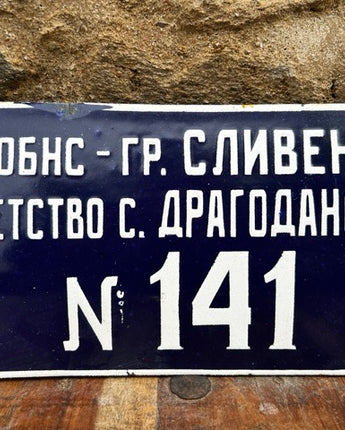 ОБНС - ГР. СЛИВЕН
ЕТСТВО С. ДРАГОДАН
№ 141